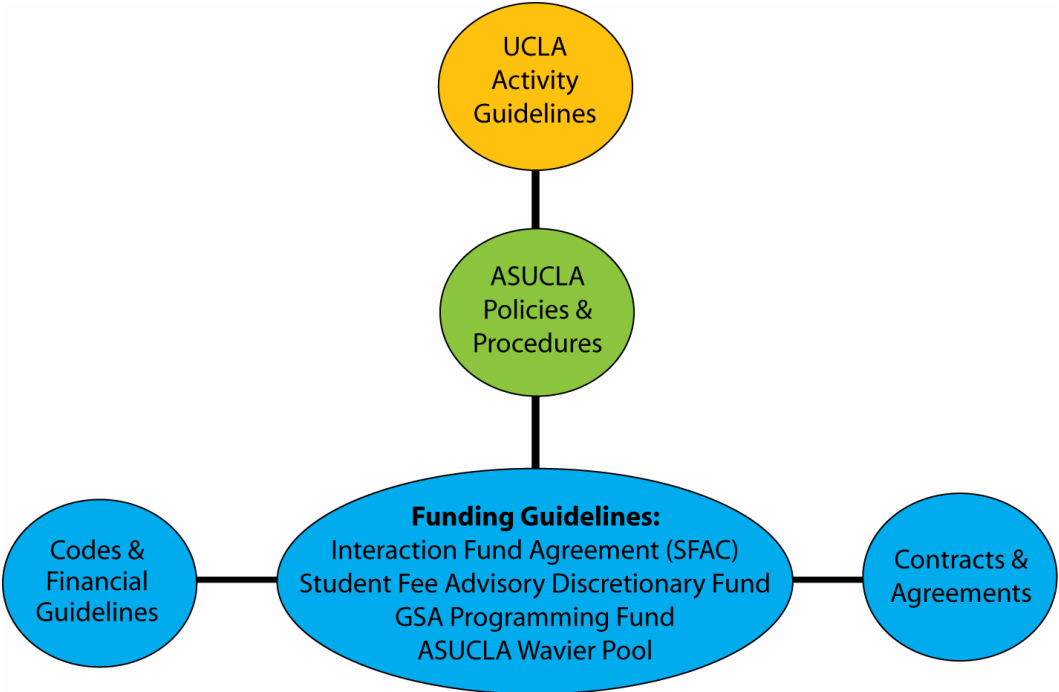 UCLA
Activity
Guidelines
ASUCLA
Policies &
Procedures
Codes &
Financial
Guidelines
Funding Guidelines:
Interaction Fund Agreement (SFAC)
Student Fee Advisory Discretionary Fund
GSA Programming Fund
ASUCLA Wavier Pool
Contracts &
Agreements